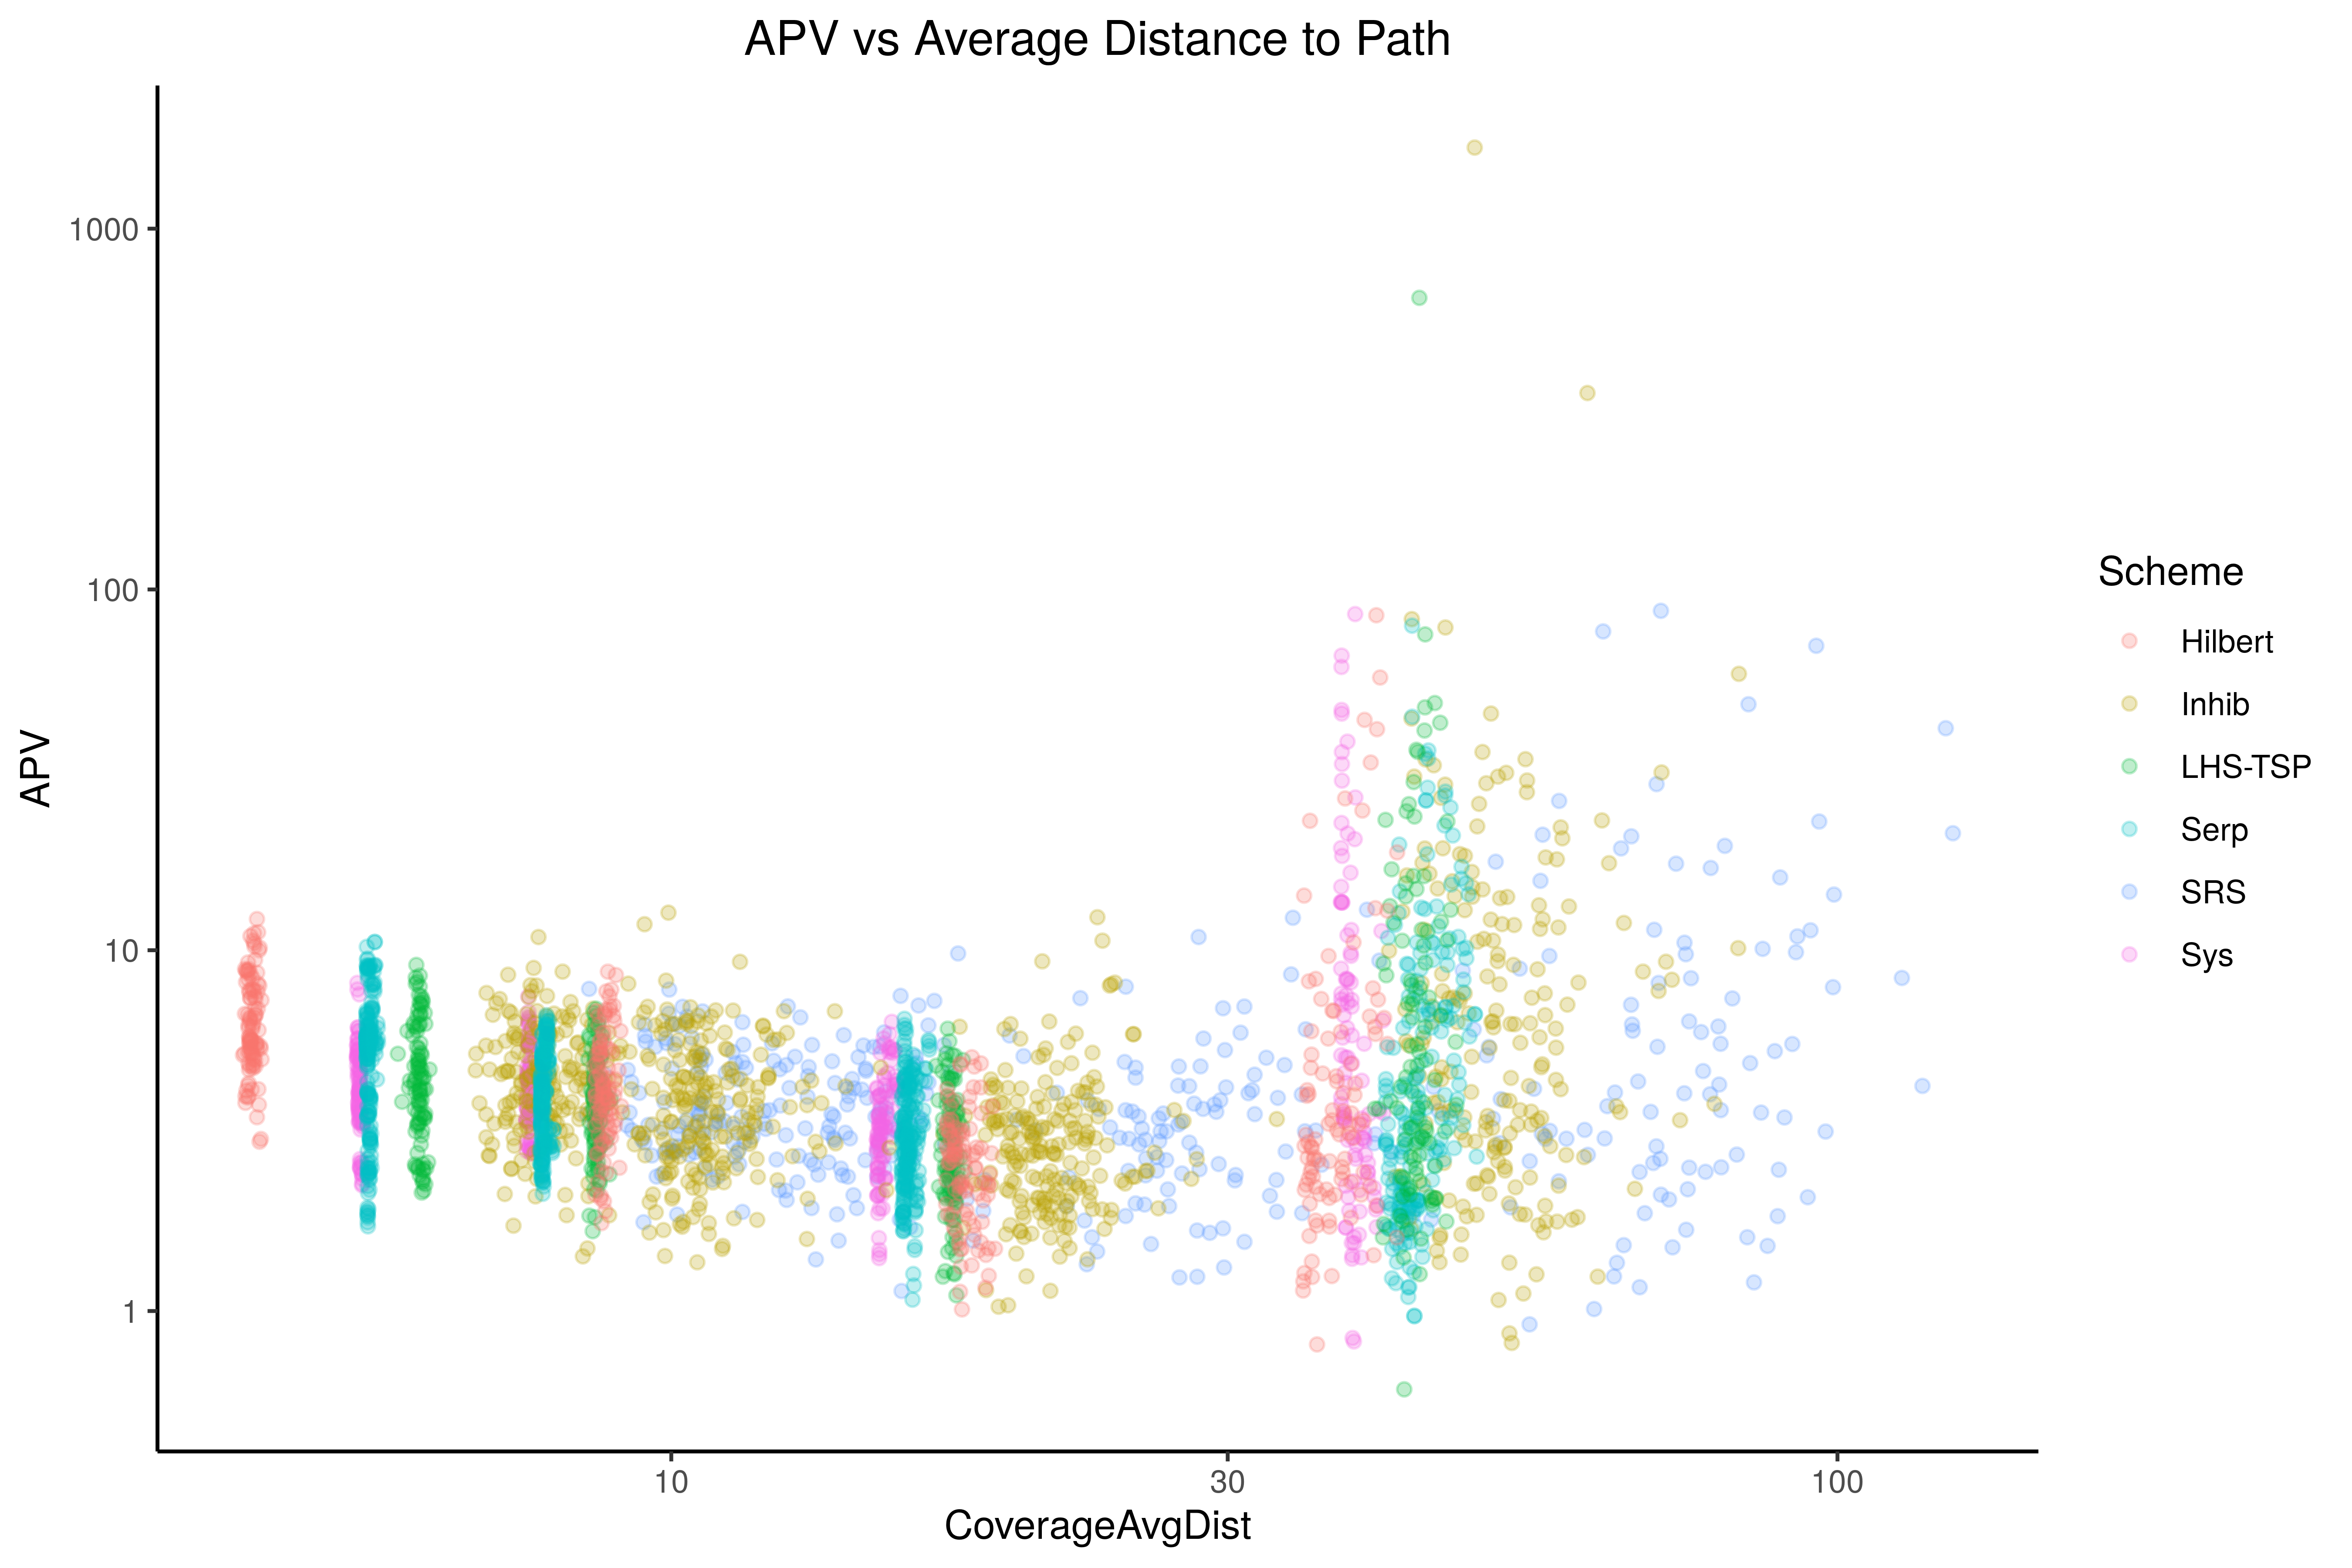 APV vs Average Distance to Path
APV
1000
100
10
1
10
30
100
CoverageAvgDist
Scheme
Hilbert
Inhib
LHS-TSP
Serp
SRS
Sys